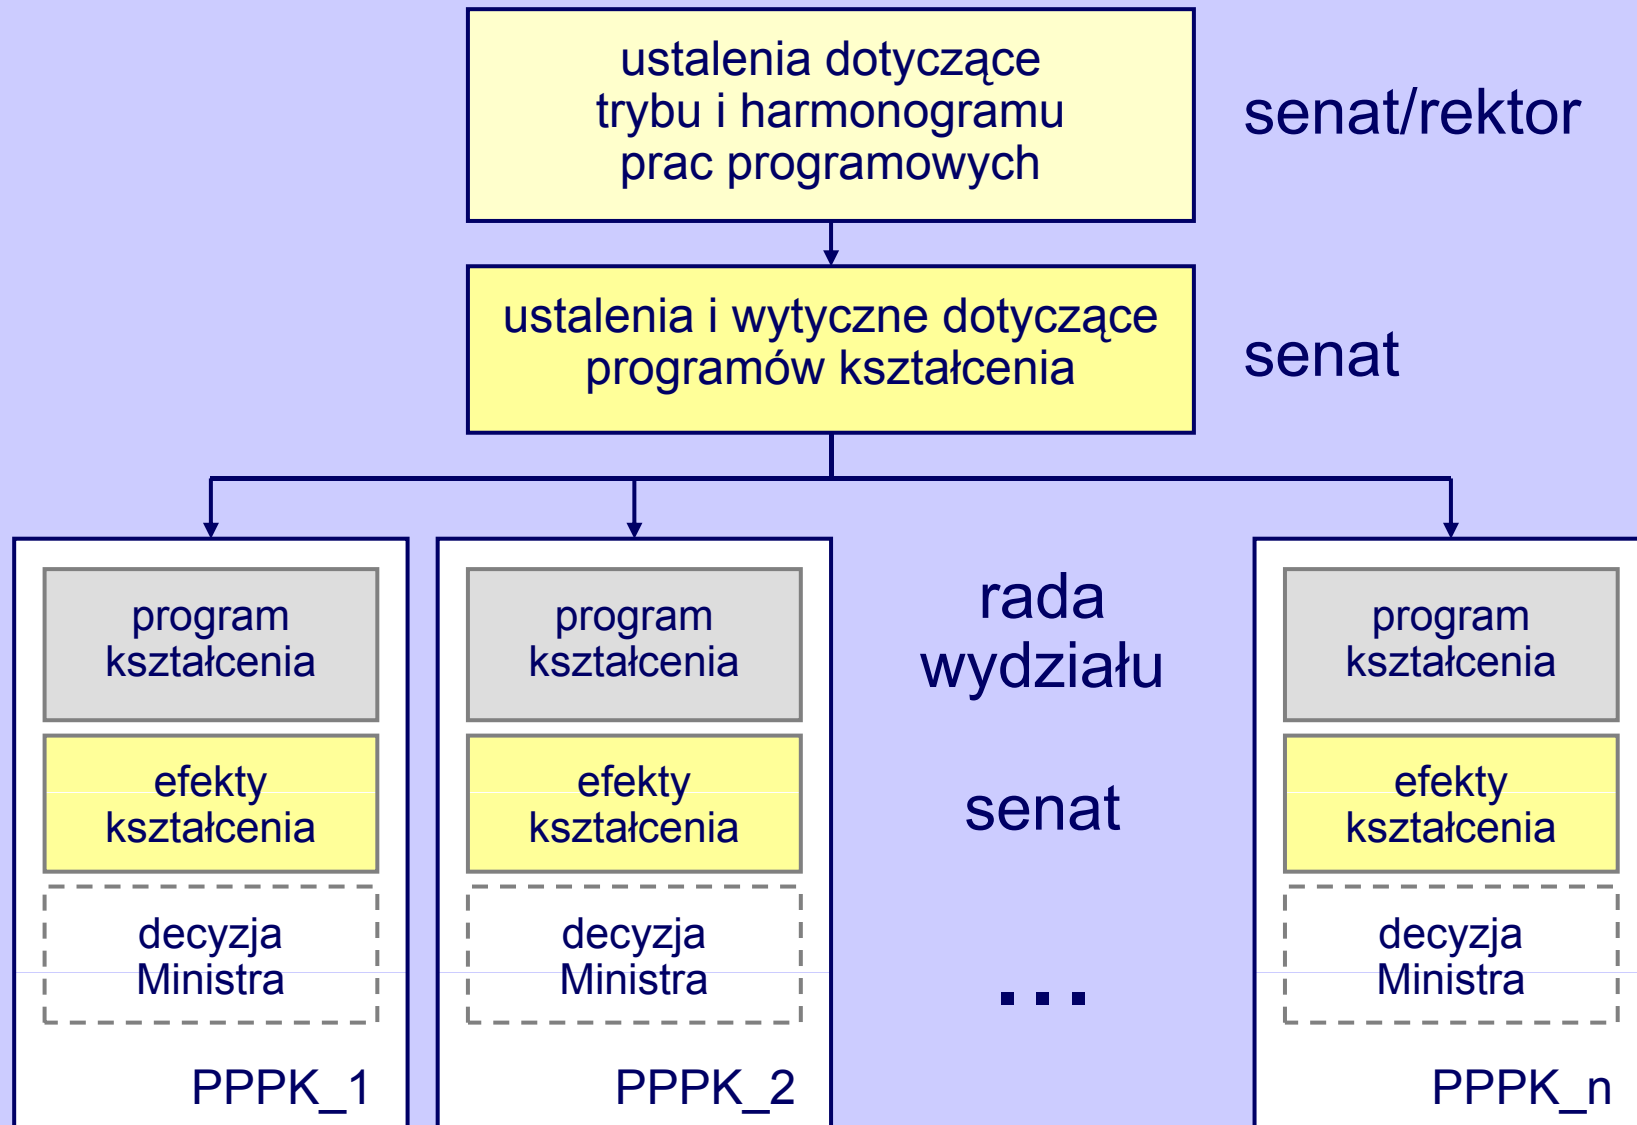 ustalenia dotyczące
trybu i harmonogramu
prac programowych
senat/rektor
ustalenia i wytyczne dotyczące
programów kształcenia
senat
program
kształcenia
program
kształcenia
rada
wydziału
program
kształcenia
efekty
kształcenia
efekty
kształcenia
senat
efekty
kształcenia
decyzja
Ministra
decyzja
Ministra
...
decyzja
Ministra
PPPK_1
PPPK_2
PPPK_n